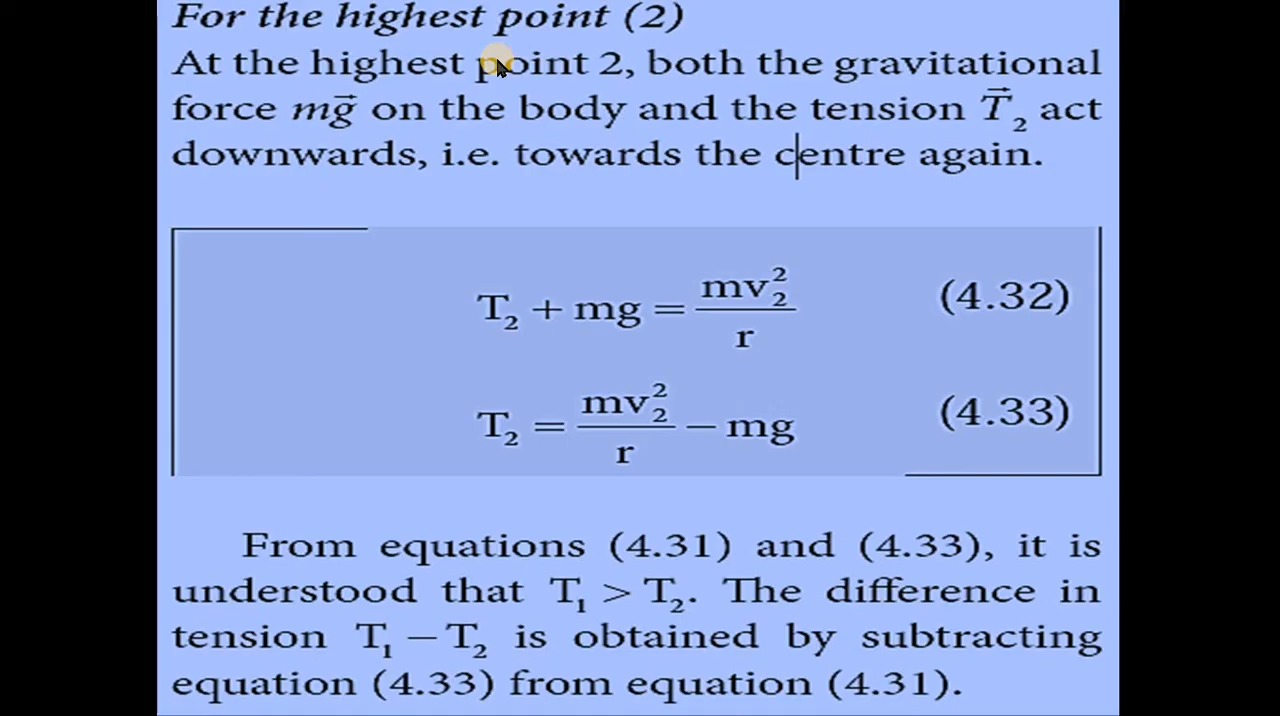 For the highest point (2)
At the highest point 2, both the gravitational
force mg⃗ on the body and the tension T⃗₂ act
downwards, i.e. towards the centre again.
T₂ + mg = mv₂²/r (4.32)
T₂ = mv₂²/r − mg (4.33)
From equations (4.31) and (4.33), it is
understood that T₁ > T₂. The difference in
tension T₁ − T₂ is obtained by subtracting
equation (4.33) from equation (4.31).